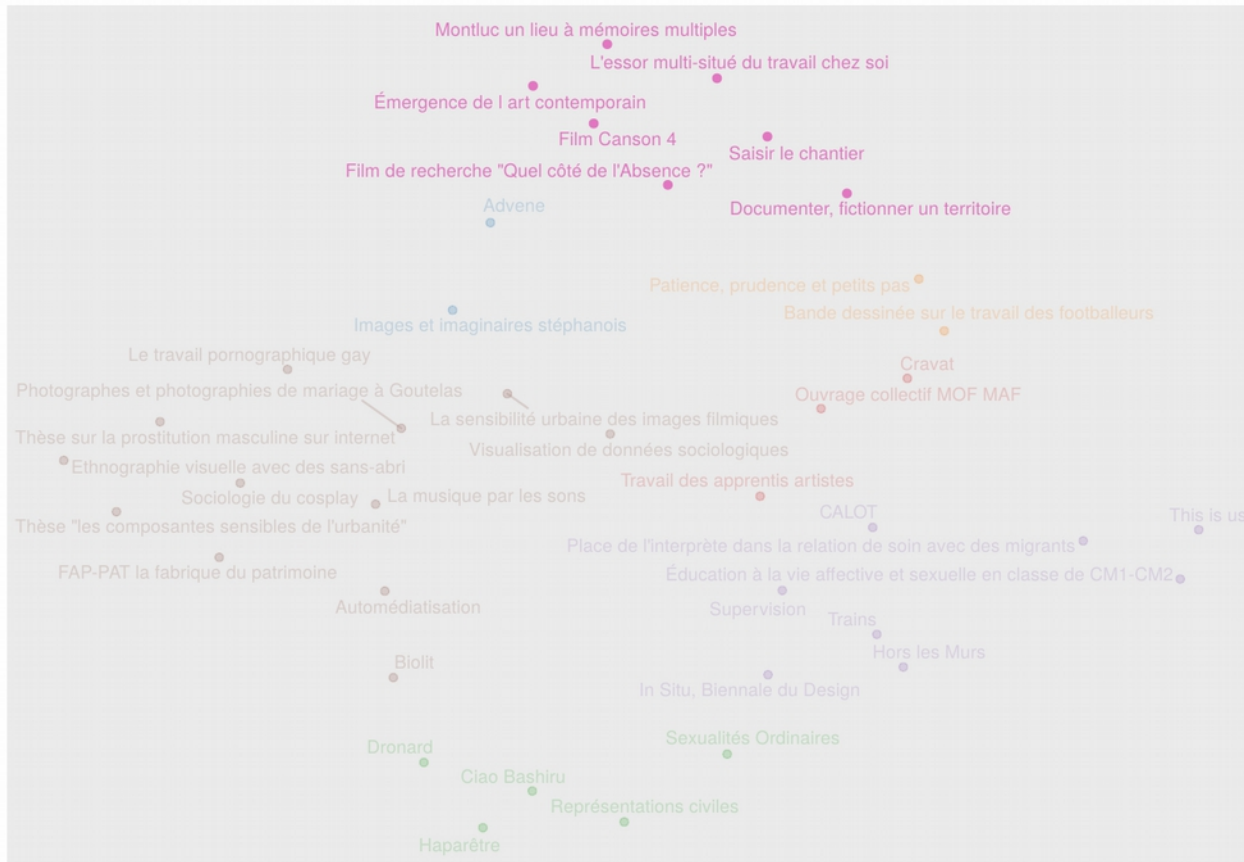 Montluc un lieu à mémoires multiples
L'essor multi-situé du travail chez soi
Émergence de l art contemporain
Film Canson 4
Saisir le chantier
Film de recherche "Quel côté de l'Absence ?"
Documenter, fictionner un territoire
Advene
Patience, prudence et petits pas
Bande dessinée sur le travail des footballeurs
Images et imaginaires stéphanois
Le travail pornographique gay
Cravat
Photographes et photographies de mariage à Goutelas
Ouvrage collectif MOF MAF
La sensibilité urbaine des images filmiques
Thèse sur la prostitution masculine sur internet
Visualisation de données sociologiques
Ethnographie visuelle avec des sans-abri
Travail des apprentis artistes
Sociologie du cosplay
La musique par les sons
CALOT
This is us
Thèse "les composantes sensibles de l'urbanité"
Place de l'interprète dans la relation de soin avec des migrants
FAP-PAT la fabrique du patrimoine
Éducation à la vie affective et sexuelle en classe de CM1-CM2
Automédiatisation
Supervision
Trains
Hors les Murs
Biolit
In Situ, Biennale du Design
Sexualités Ordinaires
Dronard
Ciao Bashiru
Représentations civiles
Haparêtre